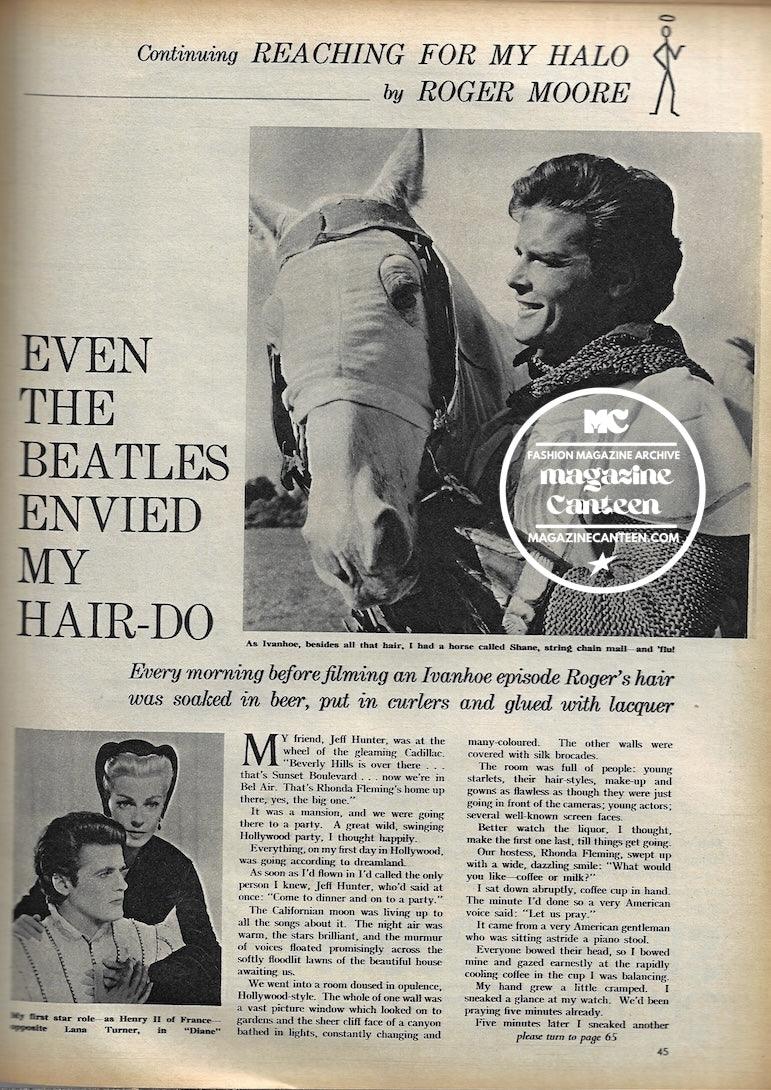 Continuing REACHING FOR MY HALO
by ROGER MOORE
EVEN
THE
BEATLES
ENVIED
MY
HAIR-DO
MC
FASHION MAGAZINE ARCHIVE
magazine
Canteen
MAGAZINECANTEEN.COM
As Ivanhoe, besides all that hair, I had a horse called Shane, string chain mail—and 'flu!
Every morning before filming an Ivanhoe episode Roger's hair
was soaked in beer, put in curlers and glued with lacquer
My first star role—as Henry II of France—
opposite Lana Turner, in "Diane"
MY friend, Jeff Hunter, was at the
wheel of the gleaming Cadillac.
"Beverly Hills is over there . . .
that's Sunset Boulevard . . . now we're in
Bel Air. That's Rhonda Fleming's home up
there, yes, the big one."
It was a mansion, and we were going
there to a party. A great wild, swinging
Hollywood party, I thought happily.
Everything, on my first day in Hollywood,
was going according to dreamland.
As soon as I'd flown in I'd called the only
person I knew, Jeff Hunter, who'd said at
once: "Come to dinner and on to a party."
The Californian moon was living up to
all the songs about it. The night air was
warm, the stars brilliant, and the murmur
of voices floated promisingly across the
softly floodlit lawns of the beautiful house
awaiting us.
We went into a room doused in opulence,
Hollywood-style. The whole of one wall was
a vast picture window which looked on to
gardens and the sheer cliff face of a canyon
bathed in lights, constantly changing and
many-coloured. The other walls were
covered with silk brocades.
The room was full of people: young
starlets, their hair-styles, make-up and
gowns as flawless as though they were just
going in front of the cameras; young actors;
several well-known screen faces.
Better watch the liquor, I thought,
make the first one last, till things get going.
Our hostess, Rhonda Fleming, swept up
with a wide, dazzling smile: "What would
you like—coffee or milk?"
I sat down abruptly, coffee cup in hand.
The minute I'd done so a very American
voice said: "Let us pray."
It came from a very American gentleman
who was sitting astride a piano stool.
Everyone bowed their head, so I bowed
mine and gazed earnestly at the rapidly
cooling coffee in the cup I was balancing.
My hand grew a little cramped. I
sneaked a glance at my watch. We'd been
praying five minutes already.
Five minutes later I sneaked another
please turn to page 65
45